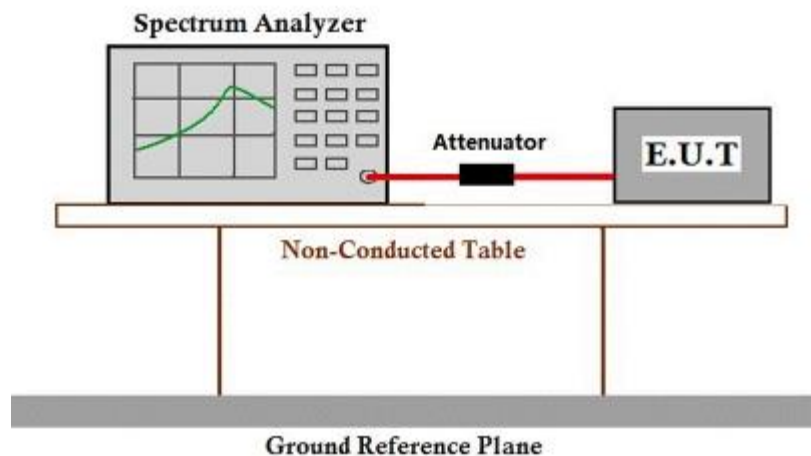 Spectrum Analyzer
Attenuator
E.U.T
Non-Conducted Table
Ground Reference Plane